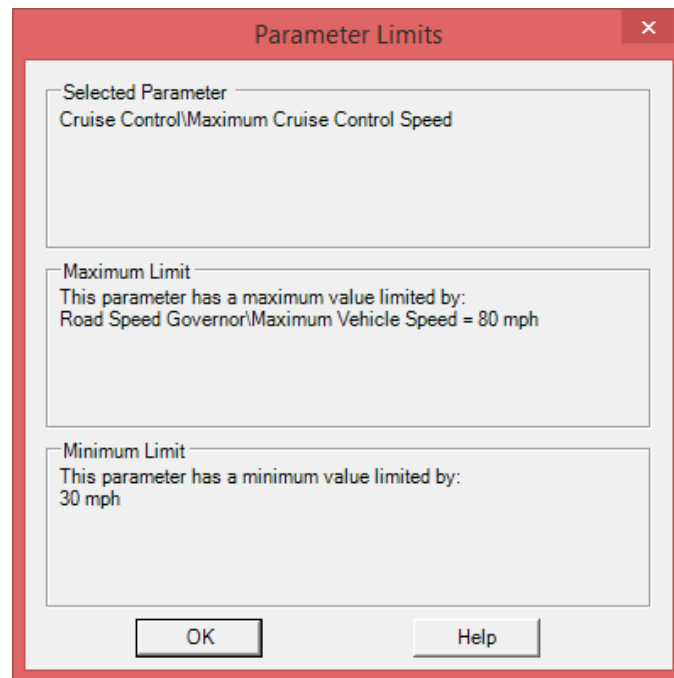 Parameter Limits
Selected Parameter
Cruise Control\Maximum Cruise Control Speed
Maximum Limit
This parameter has a maximum value limited by:
Road Speed Governor\Maximum Vehicle Speed = 80 mph
Minimum Limit
This parameter has a minimum value limited by:
30 mph
OK
Help